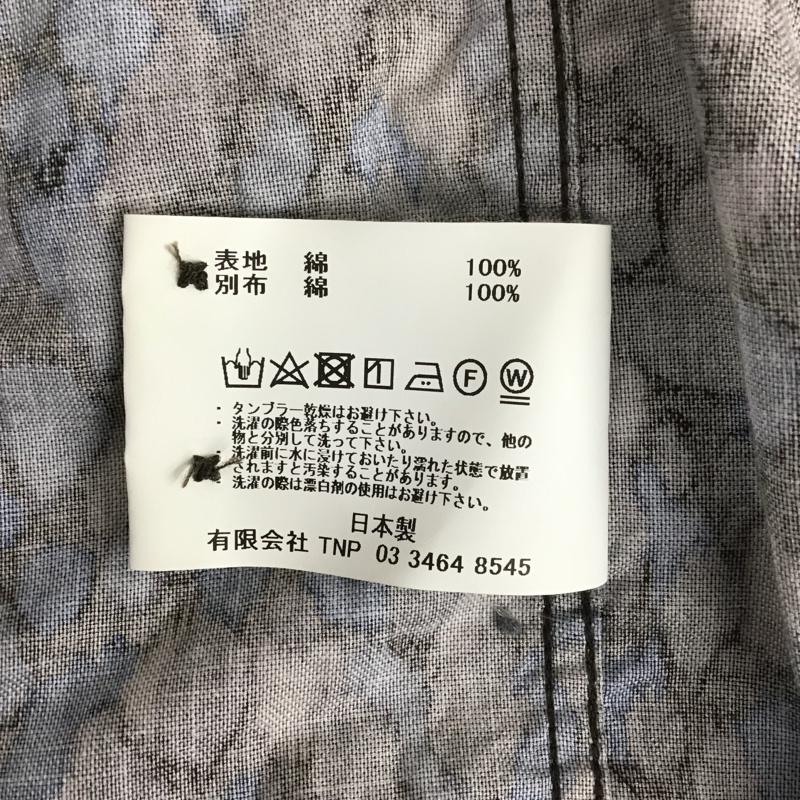 表地 綿 100%
別布 綿 100%
F W
・タンブラー乾燥はお避け下さい。
・洗濯の際色落ちすることがありますので、他の
物と分別して洗って下さい。
・洗濯前に水に浸けておいたり濡れた状態で放置
されますと汚染することがあります。
洗濯の際は漂白剤の使用はお避け下さい。
日本製
有限会社 TNP 03 3464 8545